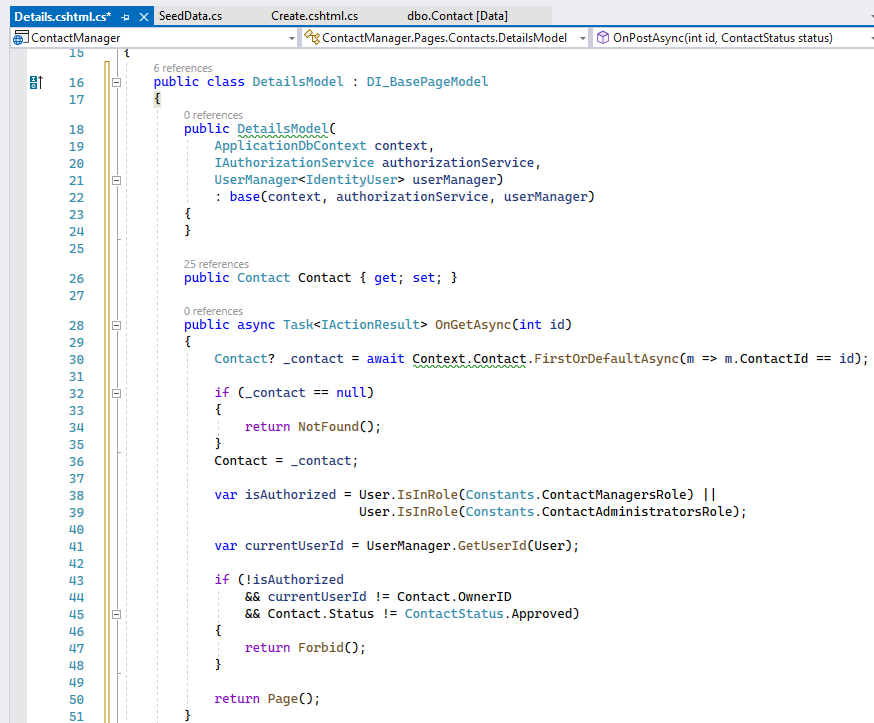 Details.cshtml.cs*
SeedData.cs
Create.cshtml.cs
dbo.Contact [Data]
ContactManager
ContactManager.Pages.Contacts.DetailsModel
OnPostAsync(int id, ContactStatus status)
15 {
6 references
16 public class DetailsModel : DI_BasePageModel
17 {
0 references
18 public DetailsModel(
19 ApplicationDbContext context,
20 IAuthorizationService authorizationService,
21 UserManager<IdentityUser> userManager)
22 : base(context, authorizationService, userManager)
23 {
24 }
25
25 references
26 public Contact Contact { get; set; }
27
0 references
28 public async Task<IActionResult> OnGetAsync(int id)
29 {
30 Contact? _contact = await Context.Contact.FirstOrDefaultAsync(m => m.ContactId == id);
31
32 if (_contact == null)
33 {
34 return NotFound();
35 }
36 Contact = _contact;
37
38 var isAuthorized = User.IsInRole(Constants.ContactManagersRole) ||
39 User.IsInRole(Constants.ContactAdministratorsRole);
40
41 var currentUserId = UserManager.GetUserId(User);
42
43 if (!isAuthorized
44 && currentUserId != Contact.OwnerID
45 && Contact.Status != ContactStatus.Approved)
46 {
47 return Forbid();
48 }
49
50 return Page();
51 }